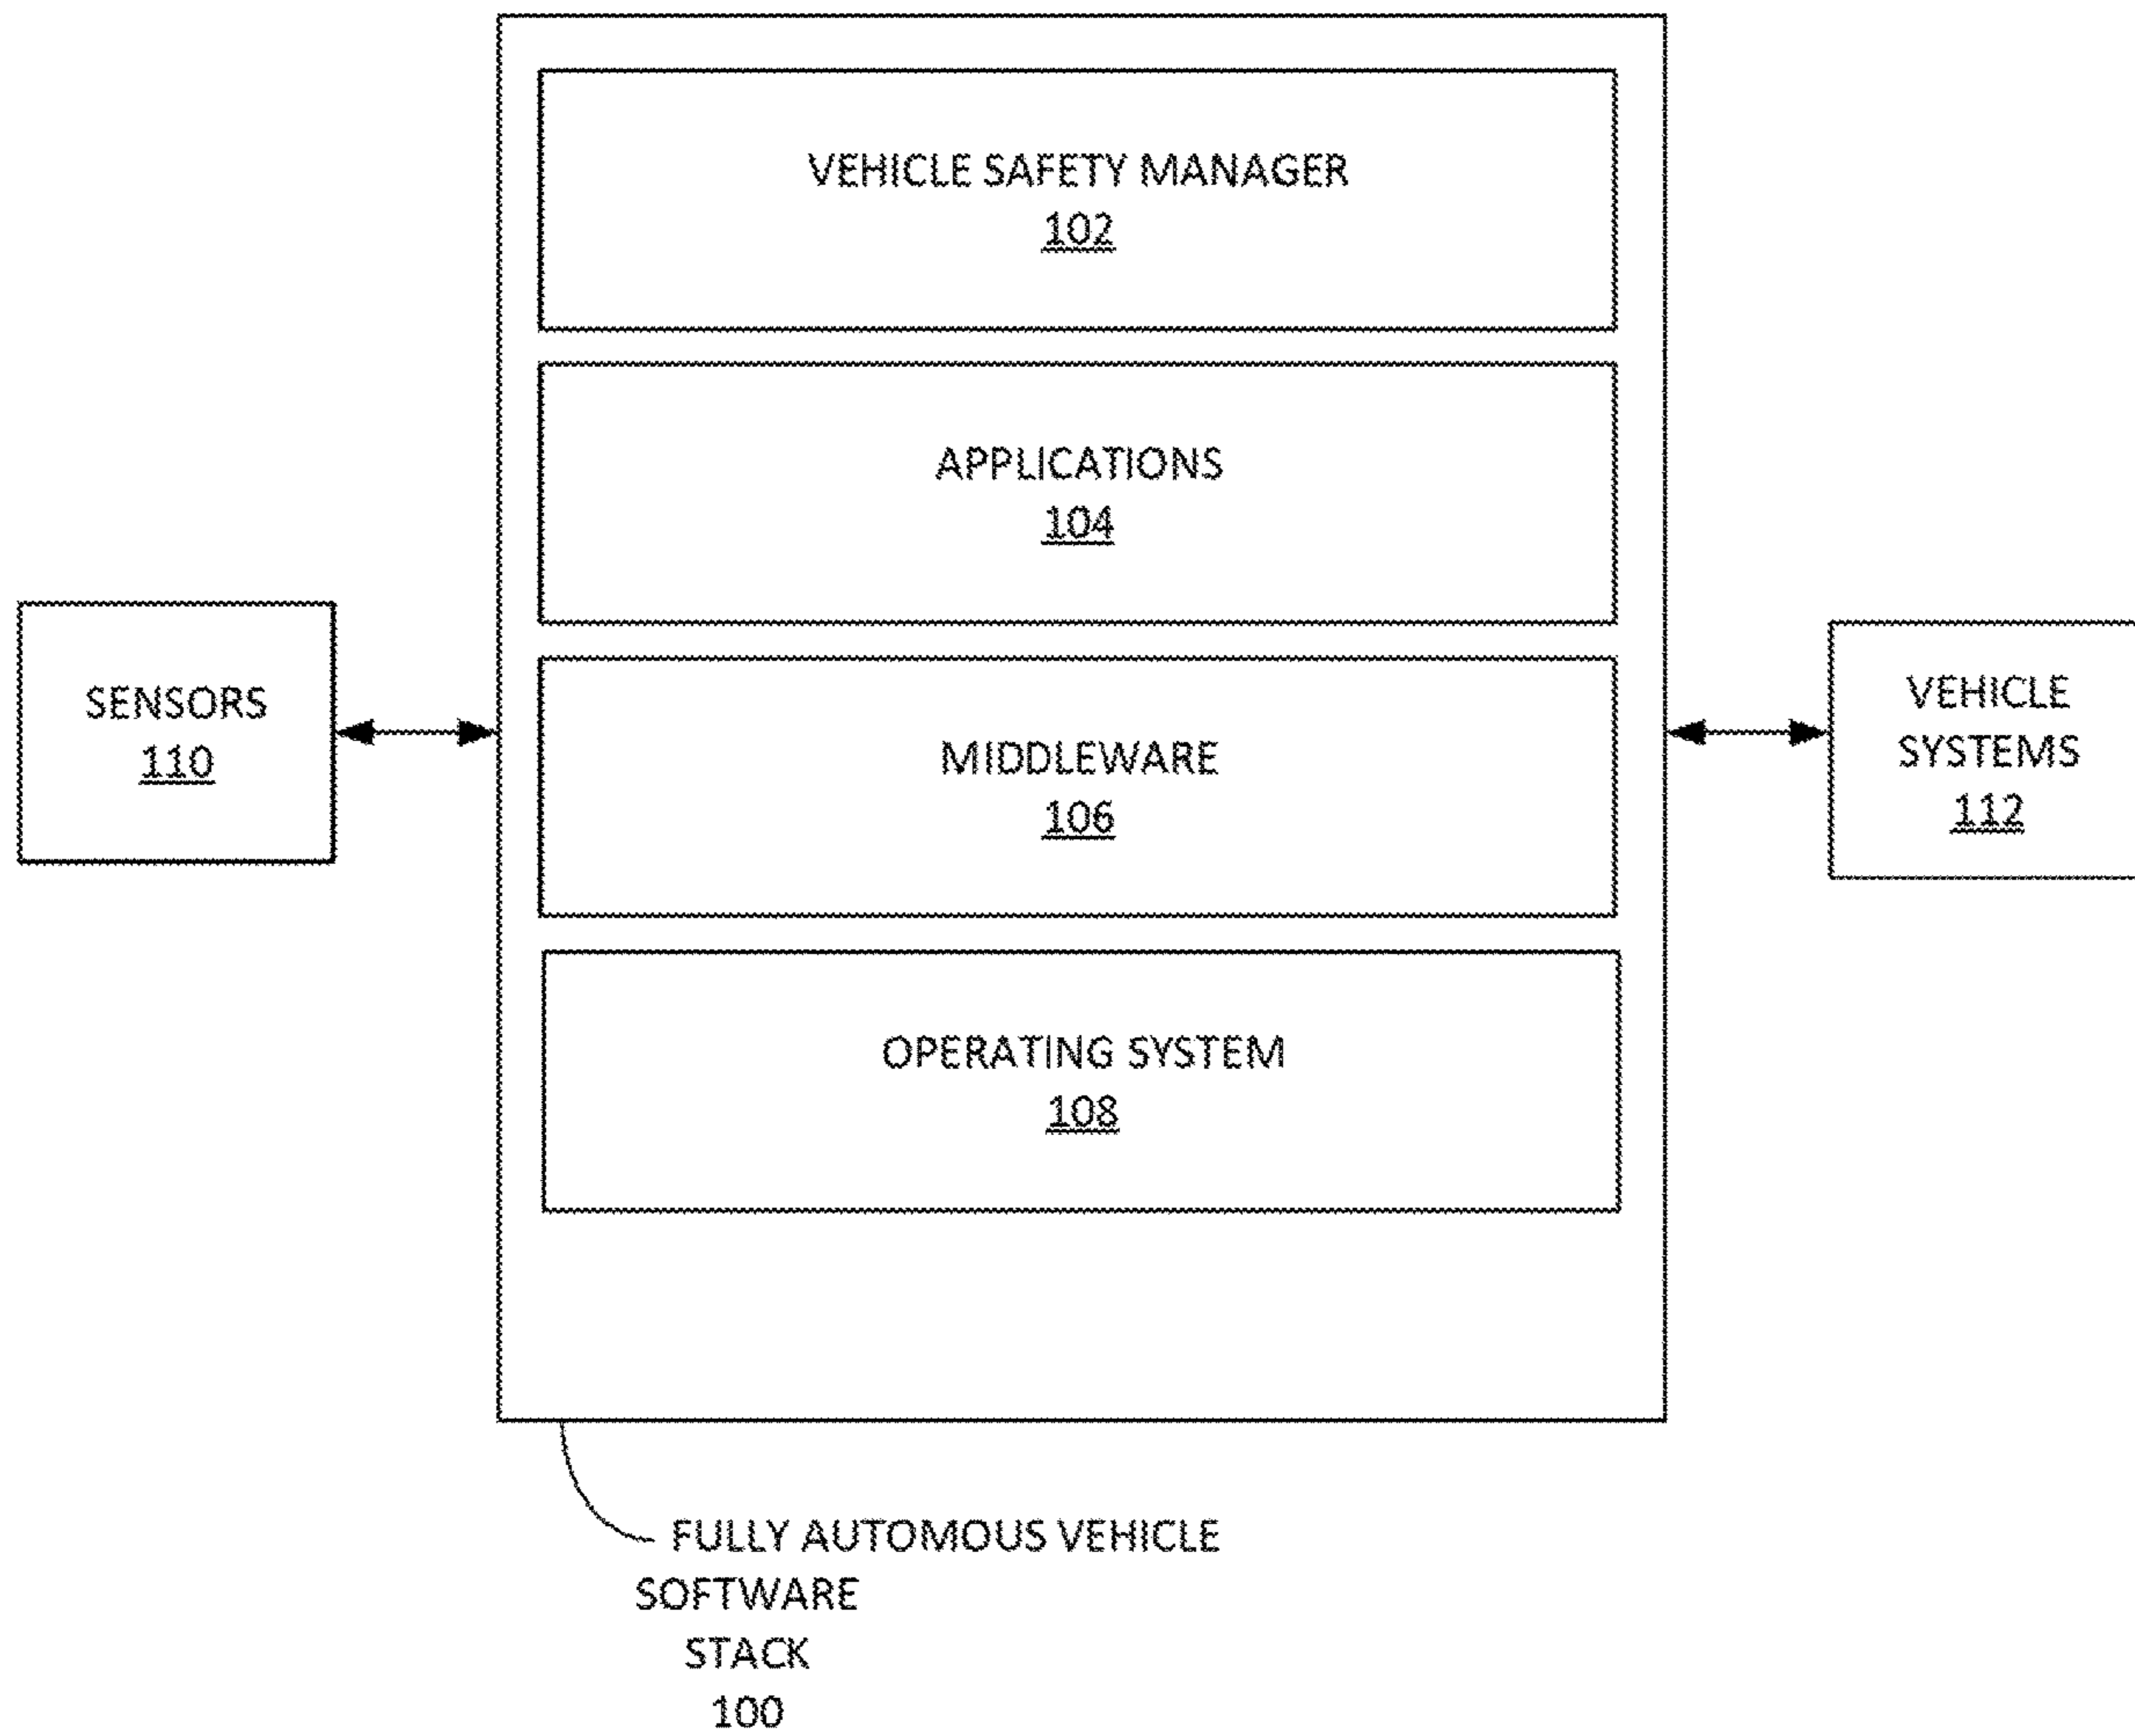 VEHICLE SAFETY MANAGER
102
APPLICATIONS
104
SENSORS
110
MIDDLEWARE
106
VEHICLE
SYSTEMS
112
OPERATING SYSTEM
108
FULLY AUTOMOUS VEHICLE
SOFTWARE
STACK
100